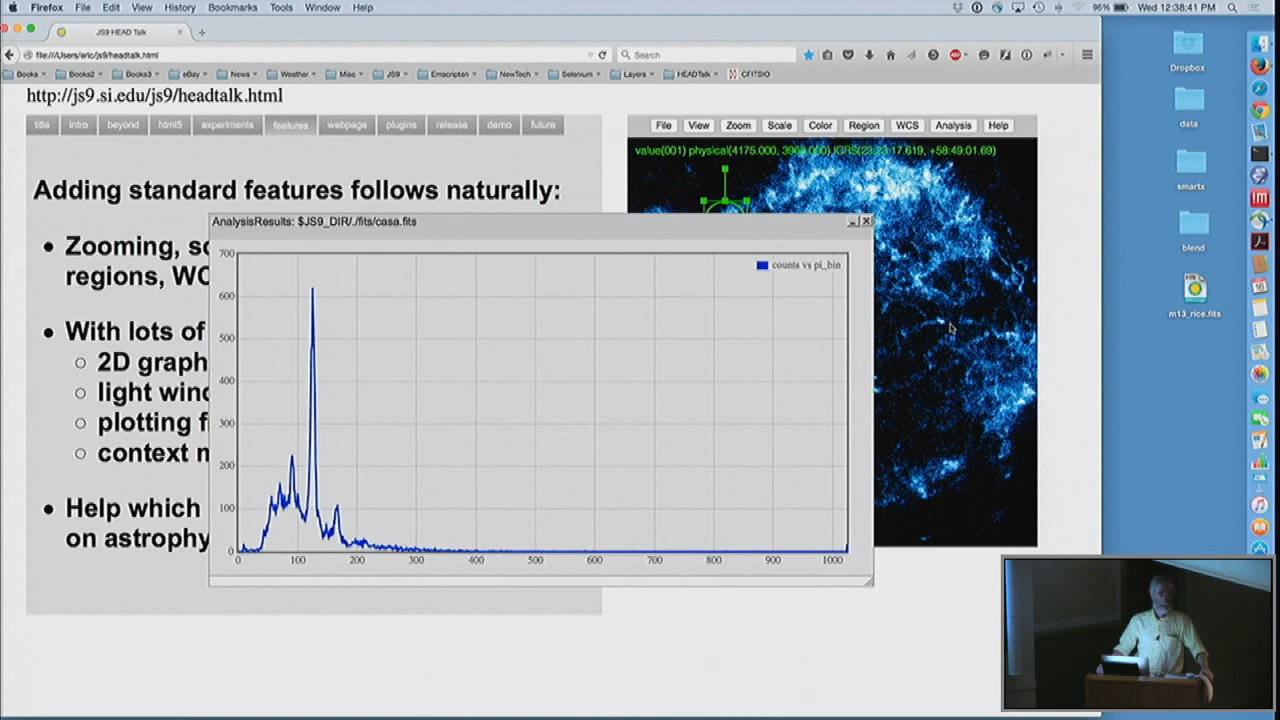 Firefox File Edit View History Bookmarks Tools Window Help
96% Wed 12:38:41 PM
JS9 HEAD Talk
file:///Users/eric/js9/headtalk.html
Search
Books Books2 Books3 eBay News Weather Misc JS9 Emscripten NewTech Selenium Layers HEADTalk CFITSIO
http://js9.si.edu/js9/headtalk.html
title intro beyond html5 experiments features webpage plugins release demo future
File View Zoom Scale Color Region WCS Analysis Help
Adding standard features follows naturally:
Zooming, sc
regions, WC
With lots of
2D graph
light wind
plotting f
context m
Help which
on astrophy
AnalysisResults: $JS9_DIR/./fits/casa.fits
counts vs pi_bin
700
600
500
400
300
200
100
0
0 100 200 300 400 500 600 700 800 900 1000
Dropbox
data
smartx
blend
m13_rice.fits